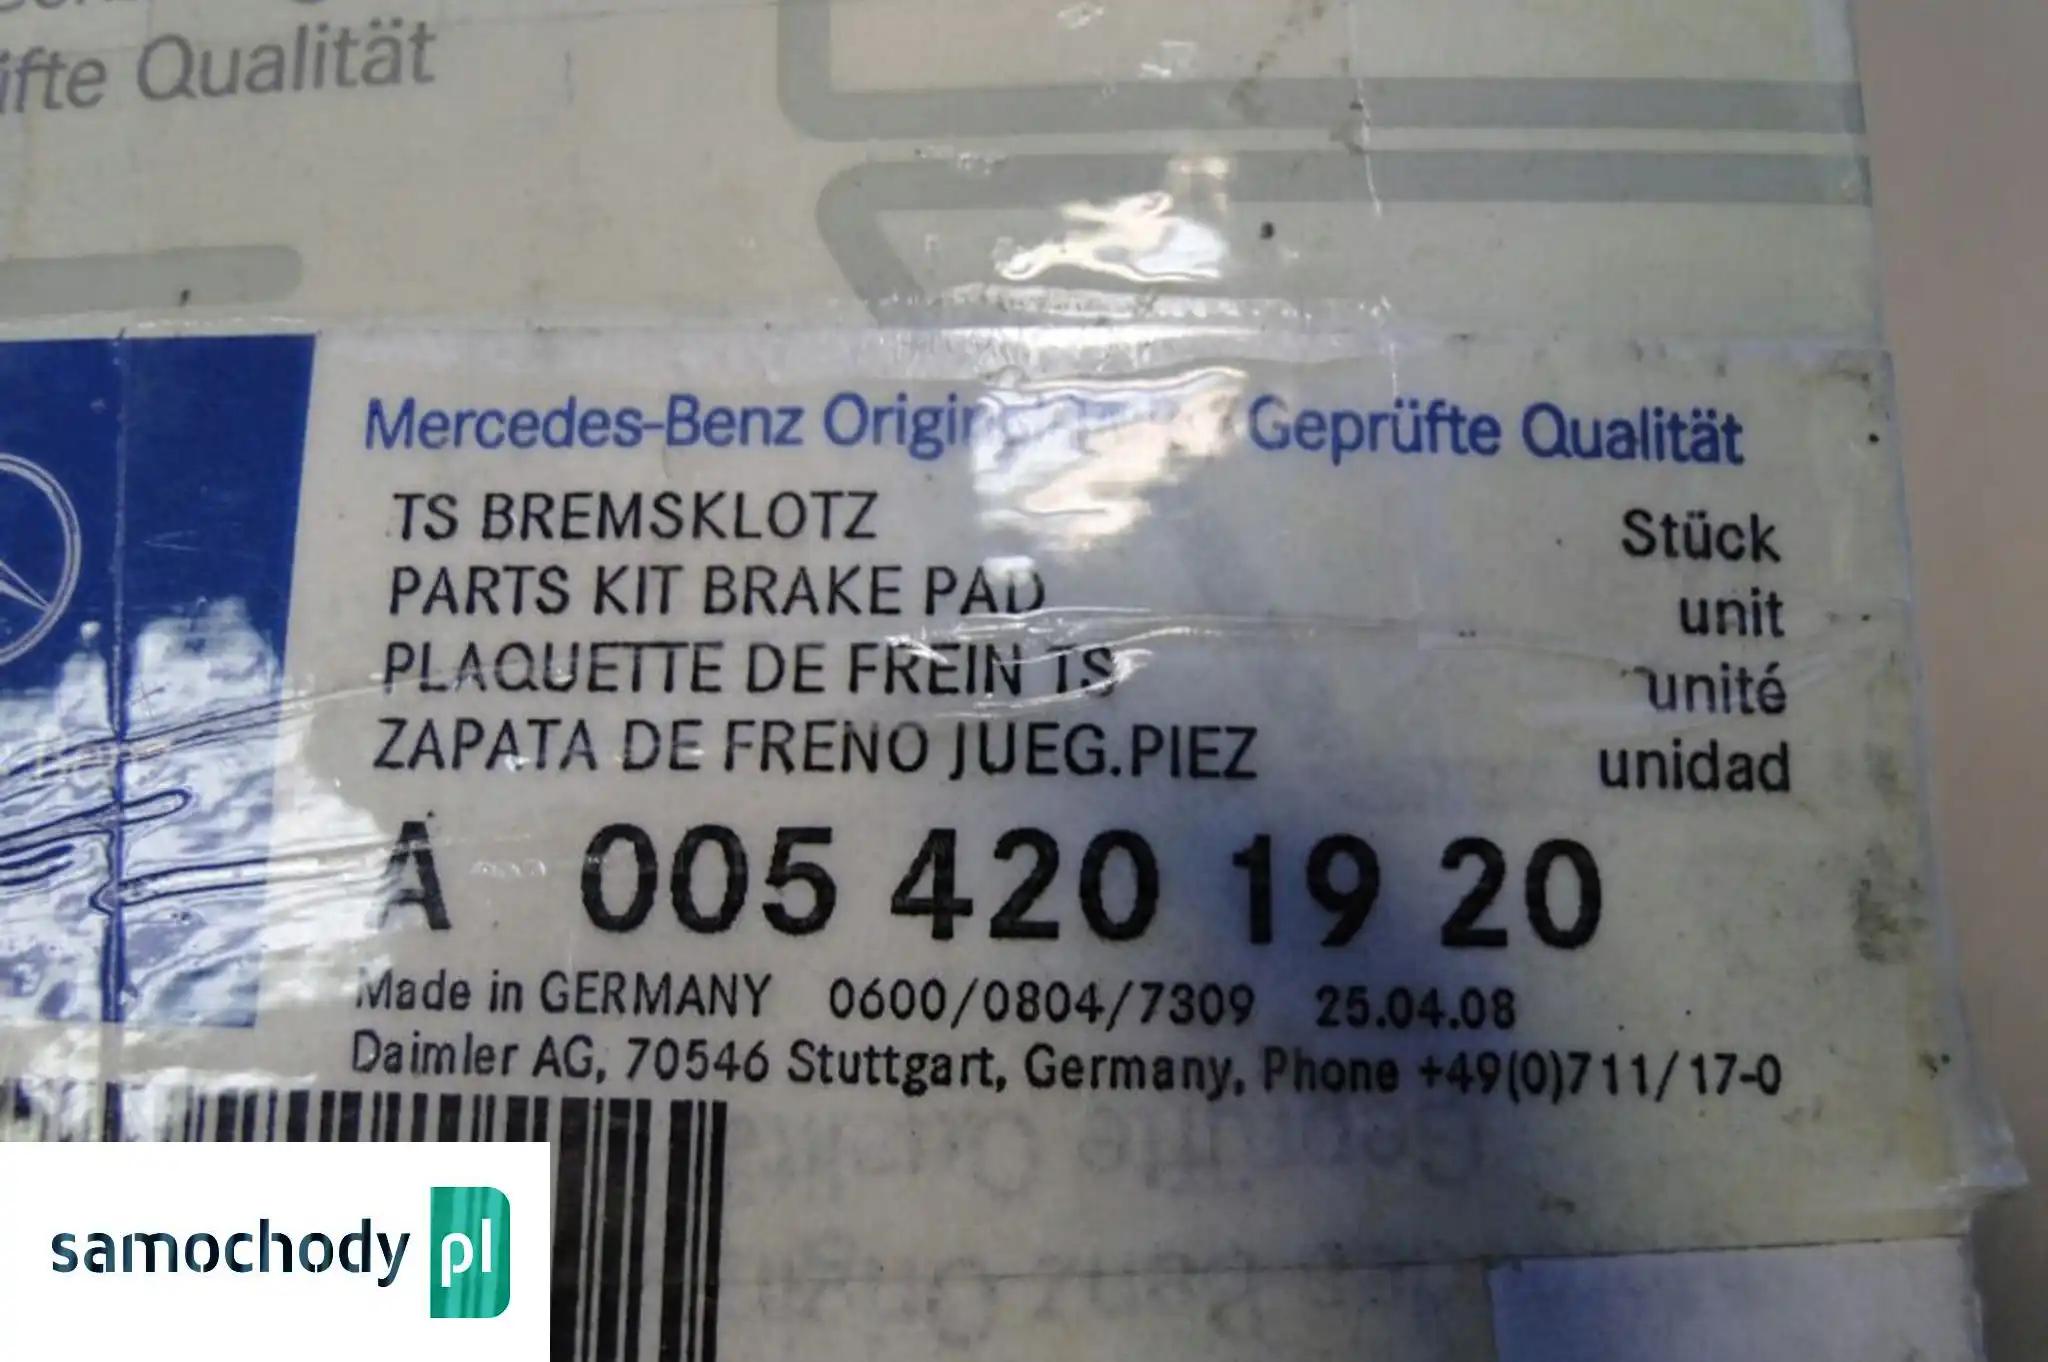 Qualität
Mercedes-Benz Geprüfte Qualität
TS BREMSKLOTZ Stück
PARTS KIT BRAKE PAD unit
PLAQUETTE DE FREIN TS unité
ZAPATA DE FRENO JUEG.PIEZ unidad
A 005 420 19 20
Made in GERMANY 0600/0804/7309 25.04.08
Daimler AG, 70546 Stuttgart, Germany, Phone +49(0)711/17-0
samochody pl